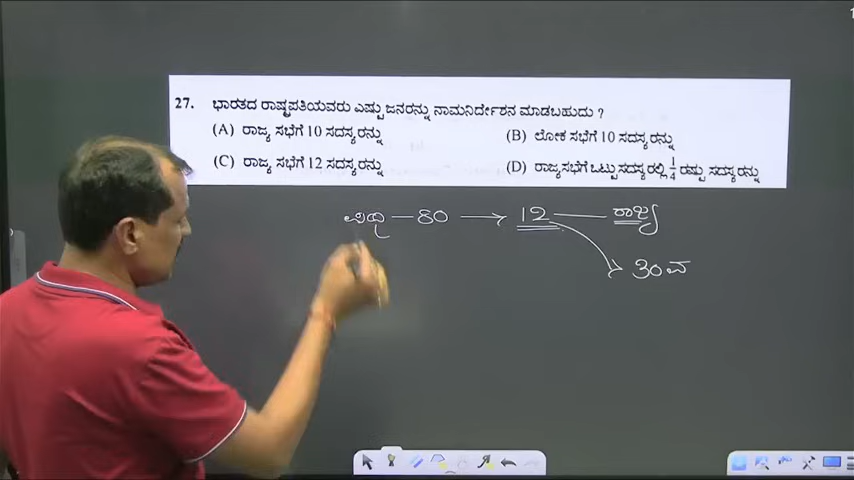 27. ಭಾರತದ ರಾಷ್ಟ್ರಪತಿಯವರು ಎಷ್ಟು ಜನರನ್ನು ನಾಮನಿರ್ದೇಶನ ಮಾಡಬಹುದು ?
(A) ರಾಜ್ಯ ಸಭೆಗೆ 10 ಸದಸ್ಯರನ್ನು (B) ಲೋಕ ಸಭೆಗೆ 10 ಸದಸ್ಯರನ್ನು
(C) ರಾಜ್ಯ ಸಭೆಗೆ 12 ಸದಸ್ಯರನ್ನು (D) ರಾಜ್ಯಸಭೆಗೆ ಒಟ್ಟು ಸದಸ್ಯರಲ್ಲಿ 1/4 ರಷ್ಟು ಸದಸ್ಯರನ್ನು
ವಿಧಿ — 80 → 12 — ರಾಜ್ಯ
30ವ